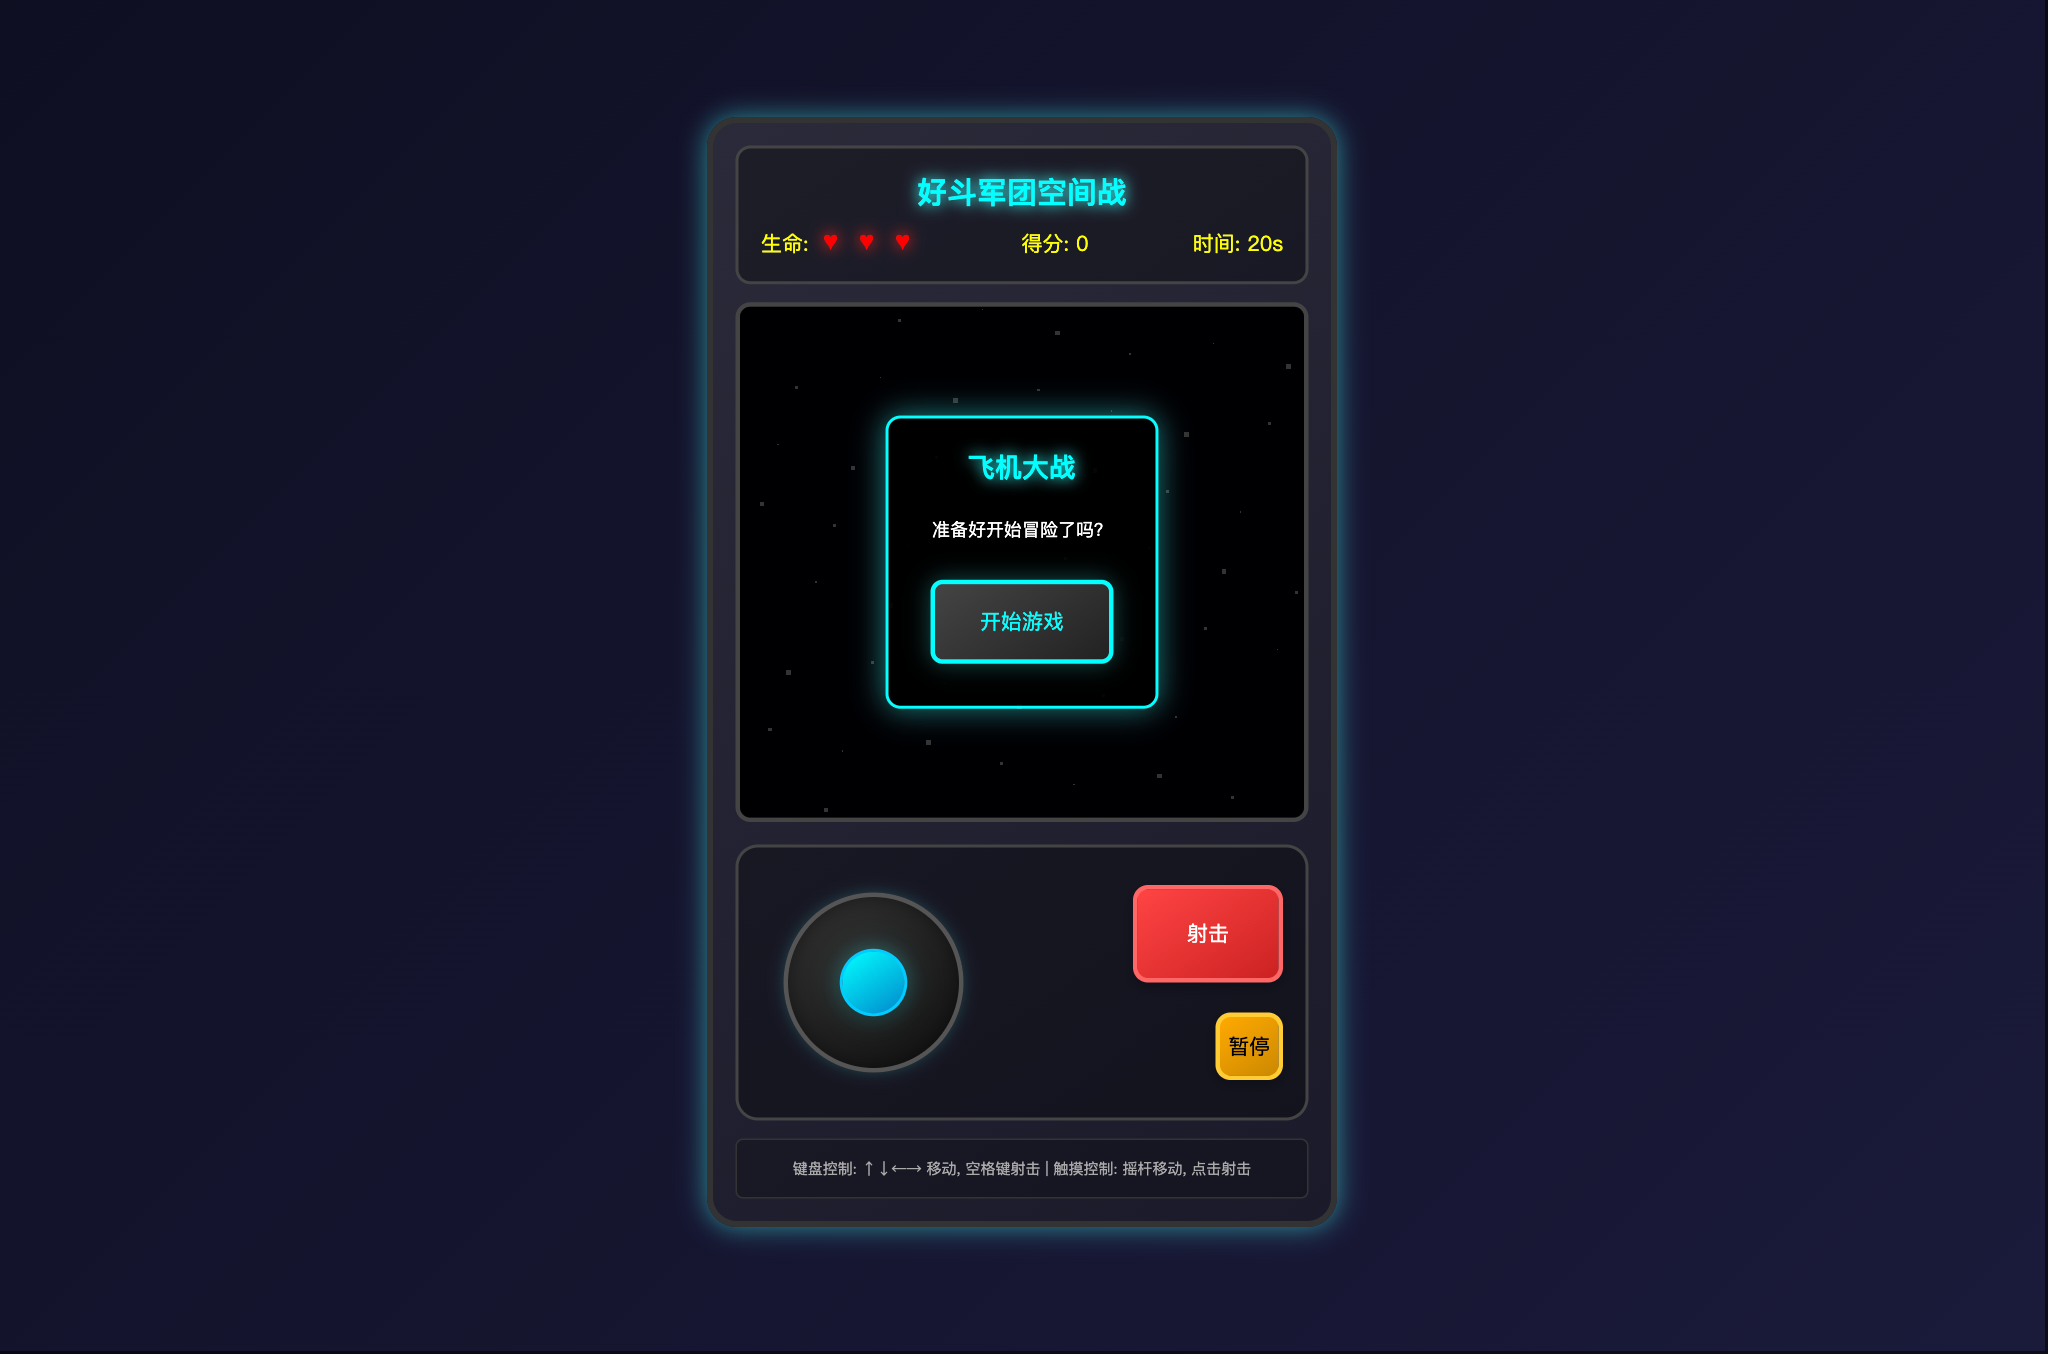 好斗军团空间战
生命: ♥ ♥ ♥ 得分: 0 时间: 20s
飞机大战
准备好开始冒险了吗?
开始游戏
射击
暂停
键盘控制: ↑↓←→ 移动, 空格键射击 | 触摸控制: 摇杆移动, 点击射击